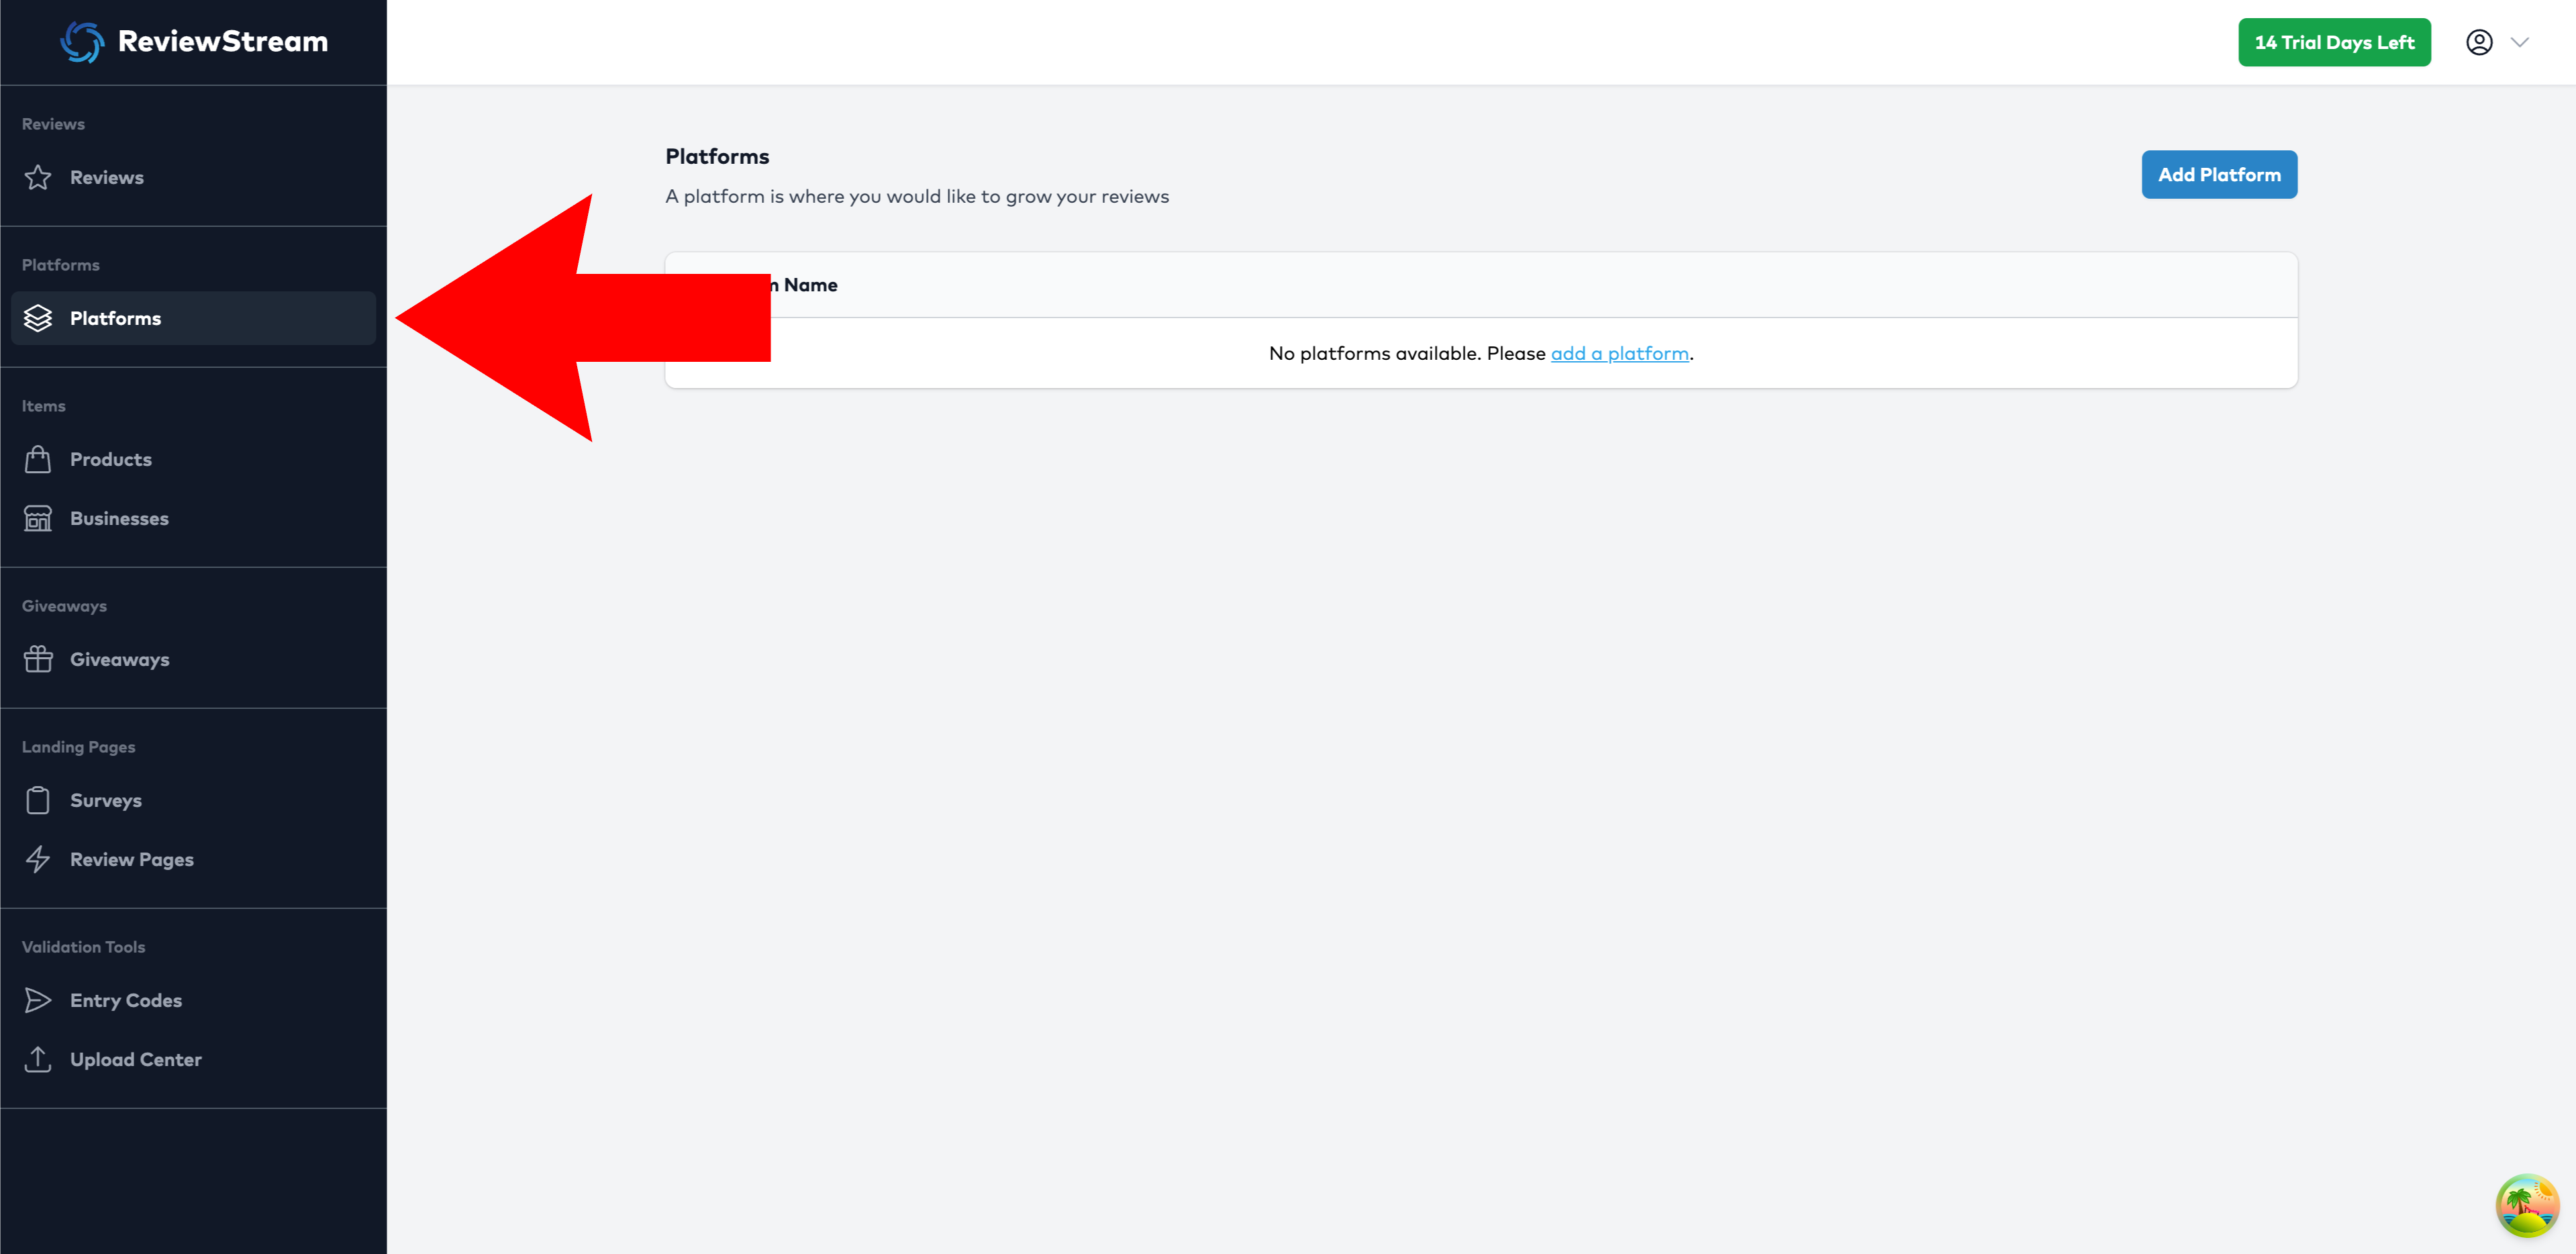 ReviewStream
14 Trial Days Left
Reviews
Reviews
Platforms
Platforms
Items
Products
Businesses
Giveaways
Giveaways
Landing Pages
Surveys
Review Pages
Validation Tools
Entry Codes
Upload Center
Platforms
A platform is where you would like to grow your reviews
Add Platform
Name
No platforms available. Please add a platform.